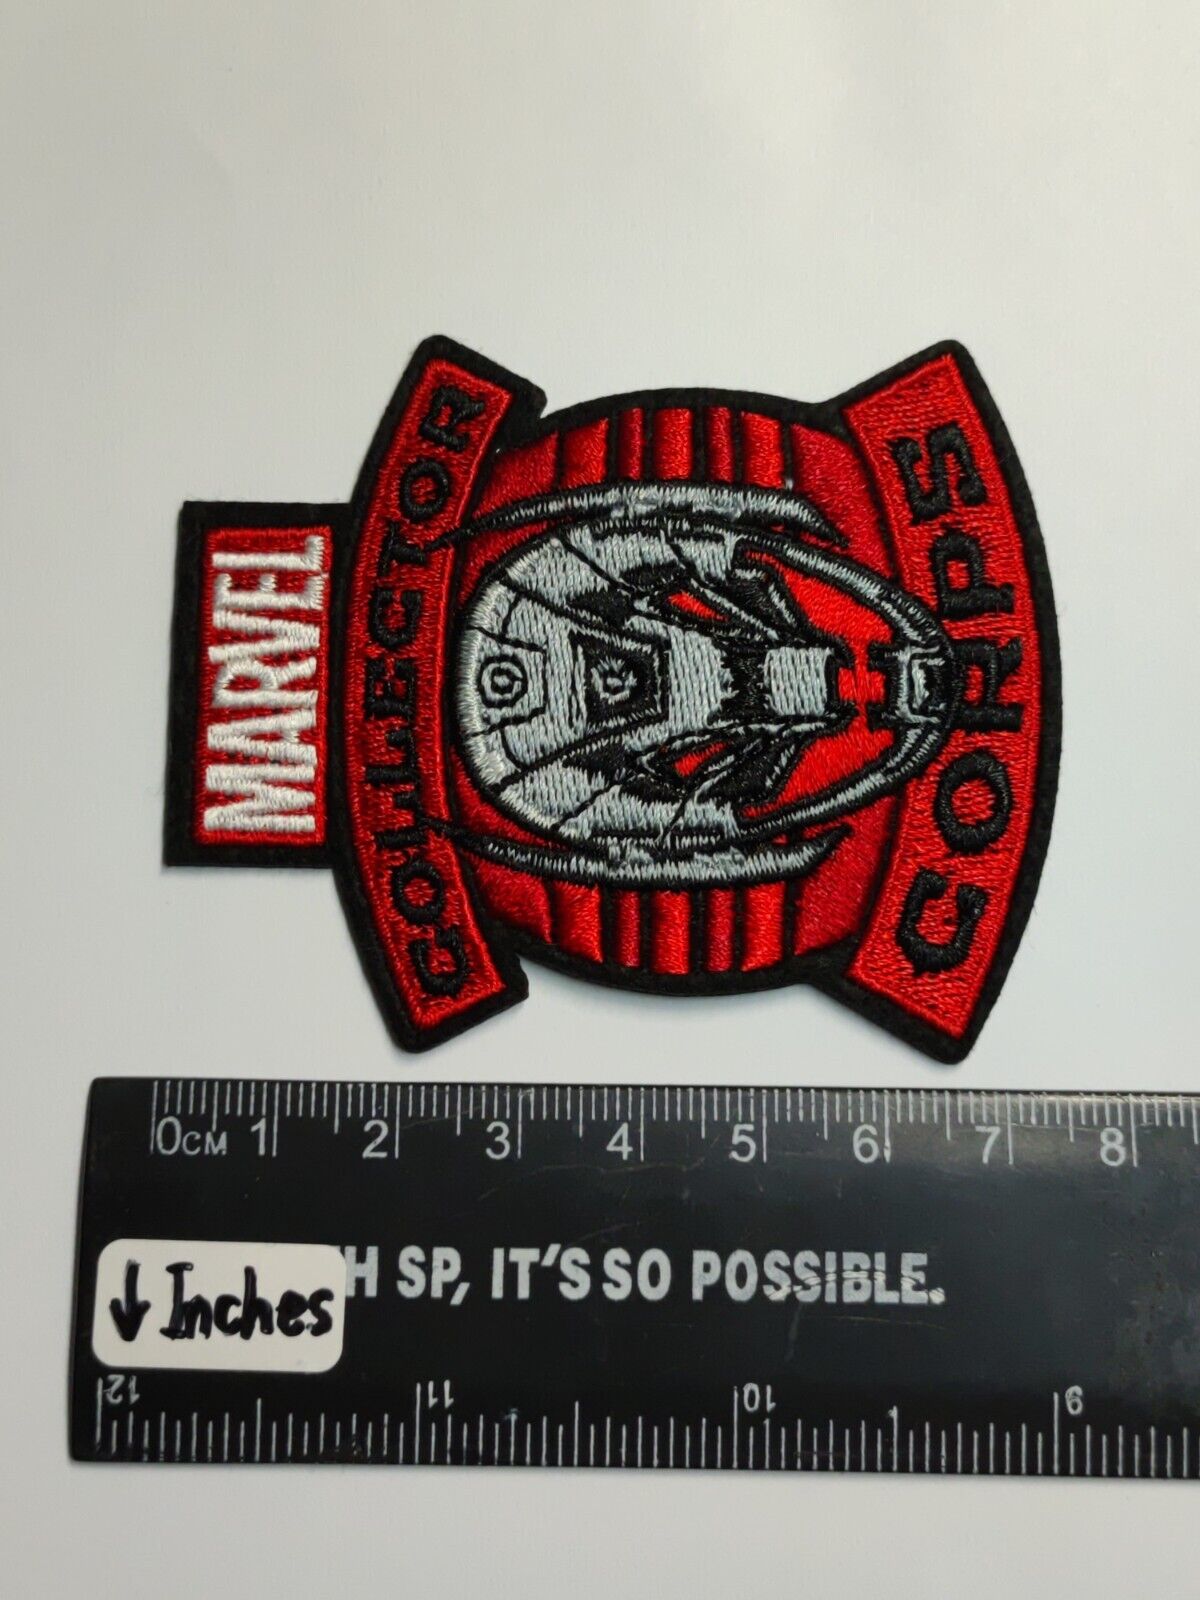 MARVEL
COLLECTOR
CORPS
0CM 1 2 3 4 5 6 7 8
H SP, IT'S SO POSSIBLE.
↓ Inches
12 11 10 9